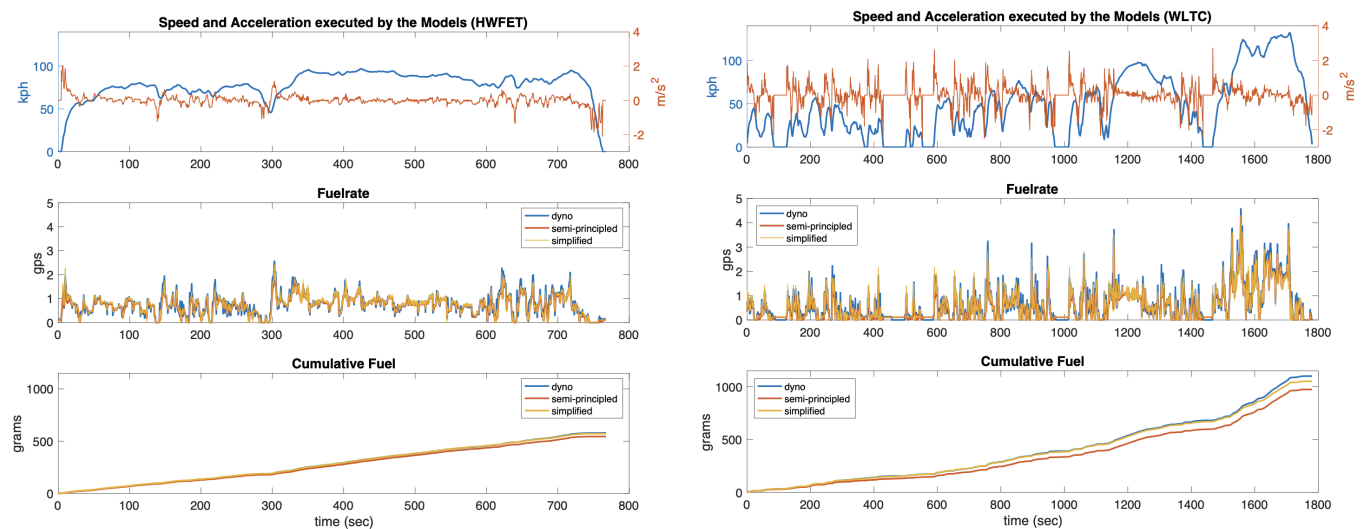 Speed and Acceleration executed by the Models (HWFET)
4
100
2
kph
50
0
m/s²
-2
0
0 100 200 300 400 500 600 700 800
Fuelrate
5
4
3
gps
2
1
0
dyno
semi-principled
simplified
0 100 200 300 400 500 600 700 800
Cumulative Fuel
1000
grams
500
0
dyno
semi-principled
simplified
0 100 200 300 400 500 600 700 800
time (sec)
Speed and Acceleration executed by the Models (WLTC)
4
100
2
kph
50
0
m/s²
-2
0
0 200 400 600 800 1000 1200 1400 1600 1800
Fuelrate
5
4
3
gps
2
1
0
dyno
semi-principled
simplified
0 200 400 600 800 1000 1200 1400 1600 1800
Cumulative Fuel
1000
grams
500
0
dyno
semi-principled
simplified
0 200 400 600 800 1000 1200 1400 1600 1800
time (sec)